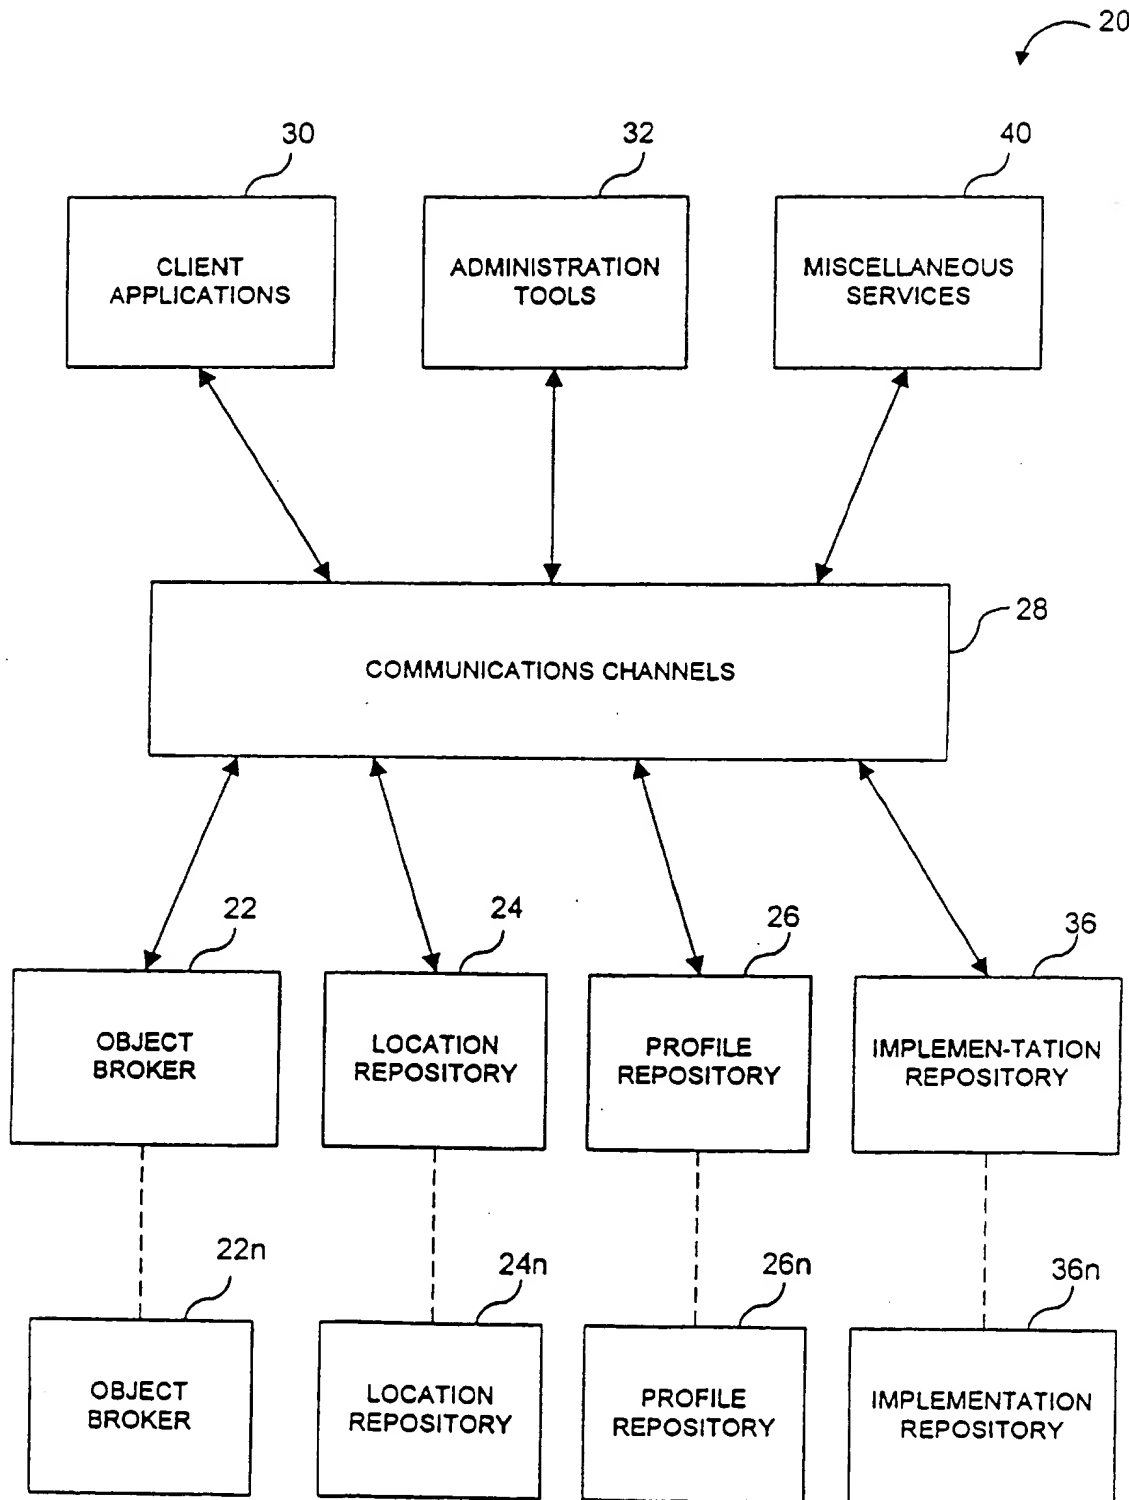 20
30
32
40
CLIENT
APPLICATIONS
ADMINISTRATION
TOOLS
MISCELLANEOUS
SERVICES
28
COMMUNICATIONS CHANNELS
22
24
26
36
OBJECT
BROKER
LOCATION
REPOSITORY
PROFILE
REPOSITORY
IMPLEMEN-TATION
REPOSITORY
22n
24n
26n
36n
OBJECT
BROKER
LOCATION
REPOSITORY
PROFILE
REPOSITORY
IMPLEMENTATION
REPOSITORY